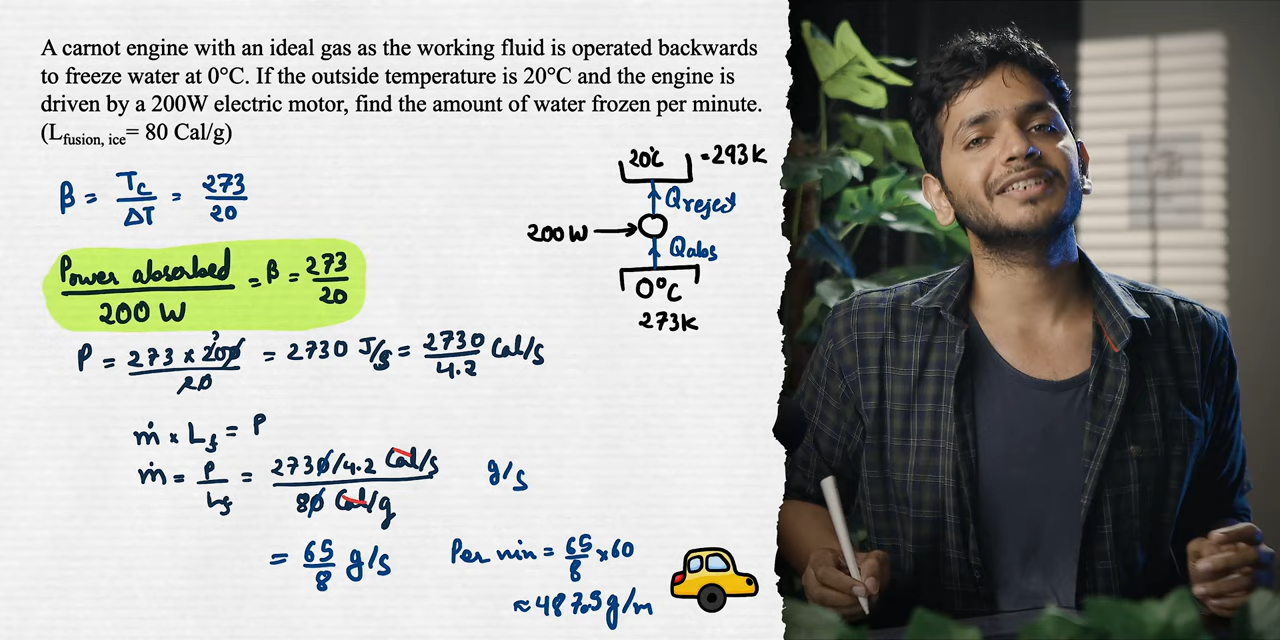 A carnot engine with an ideal gas as the working fluid is operated backwards
to freeze water at 0°C. If the outside temperature is 20°C and the engine is
driven by a 200W electric motor, find the amount of water frozen per minute.
(Lfusion, ice= 80 Cal/g)
β = Tc/ΔT = 273/20
Power absorbed/200 W = β = 273/20
P = 273 x 200/20 = 2730 J/s = 2730/4.2 Cal/s
ṁ x Lf = P
ṁ = P/Lf = 2730/4.2 Cal/s / 80 Cal/g g/s
= 65/8 g/s
Per min = 65/8 x 60
≈ 487.5 g/m
20°C = 293K
Qreject
200W
Qabs
0°C
273K